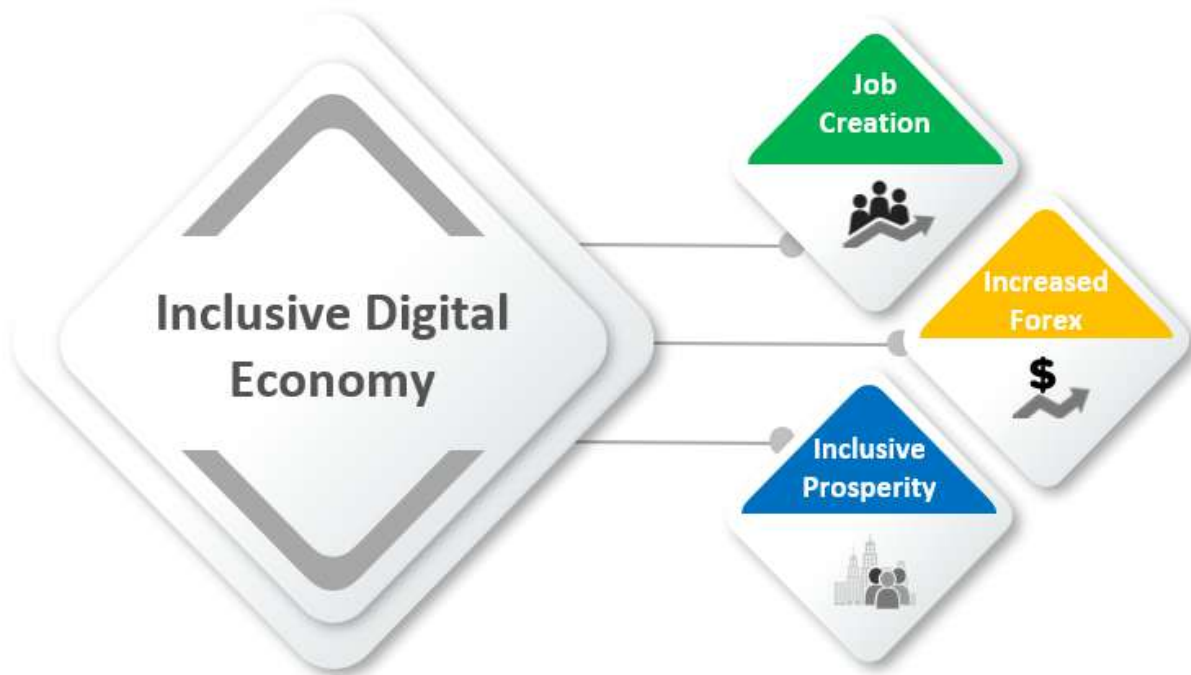 Inclusive Digital
Economy
Job
Creation
Increased
Forex
$
Inclusive
Prosperity